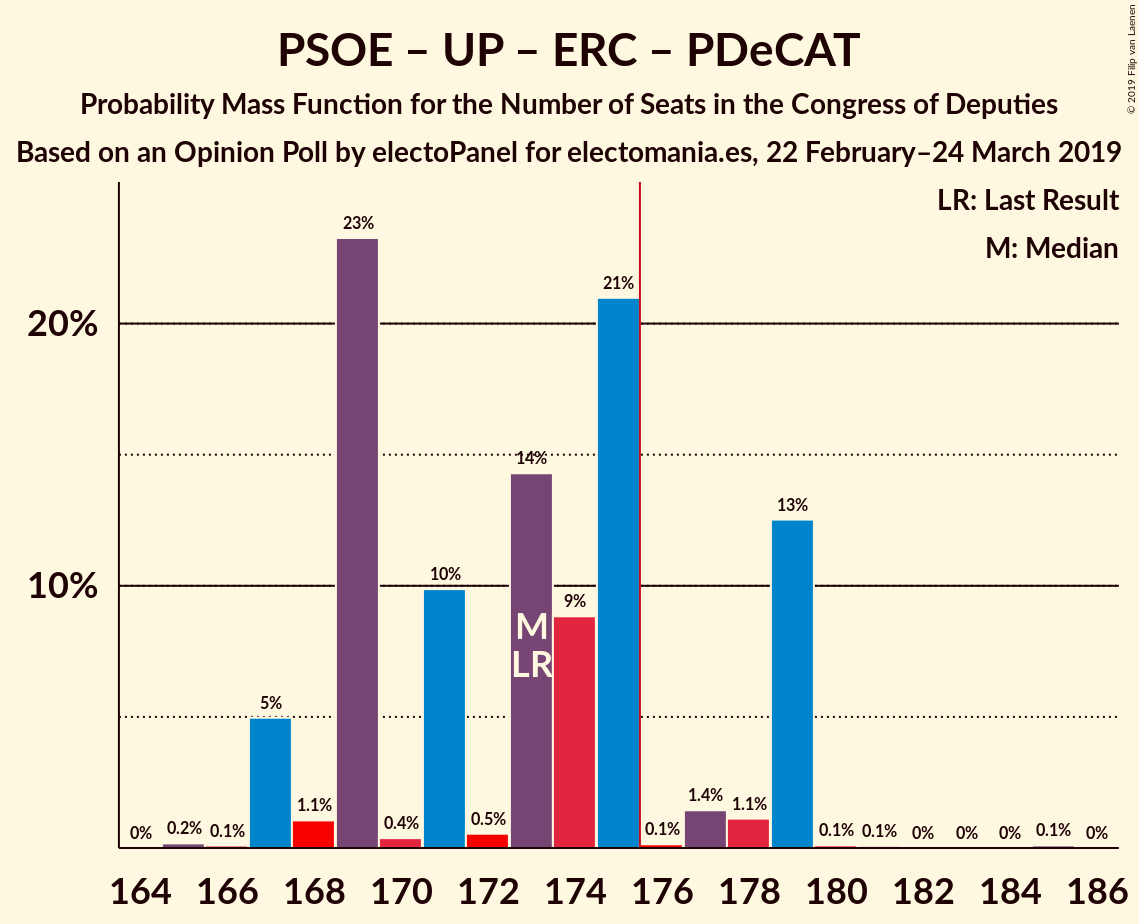 PSOE – UP – ERC – PDeCAT
Probability Mass Function for the Number of Seats in the Congress of Deputies
Based on an Opinion Poll by electoPanel for electomania.es, 22 February–24 March 2019
© 2019 Filip van Laenen
LR: Last Result
M: Median
20%
10%
0%
0.2%
0.1%
5%
1.1%
23%
0.4%
10%
0.5%
14%
9%
21%
0.1%
1.4%
1.1%
13%
0.1%
0.1%
0%
0%
0%
0.1%
0%
M
LR
164 166 168 170 172 174 176 178 180 182 184 186